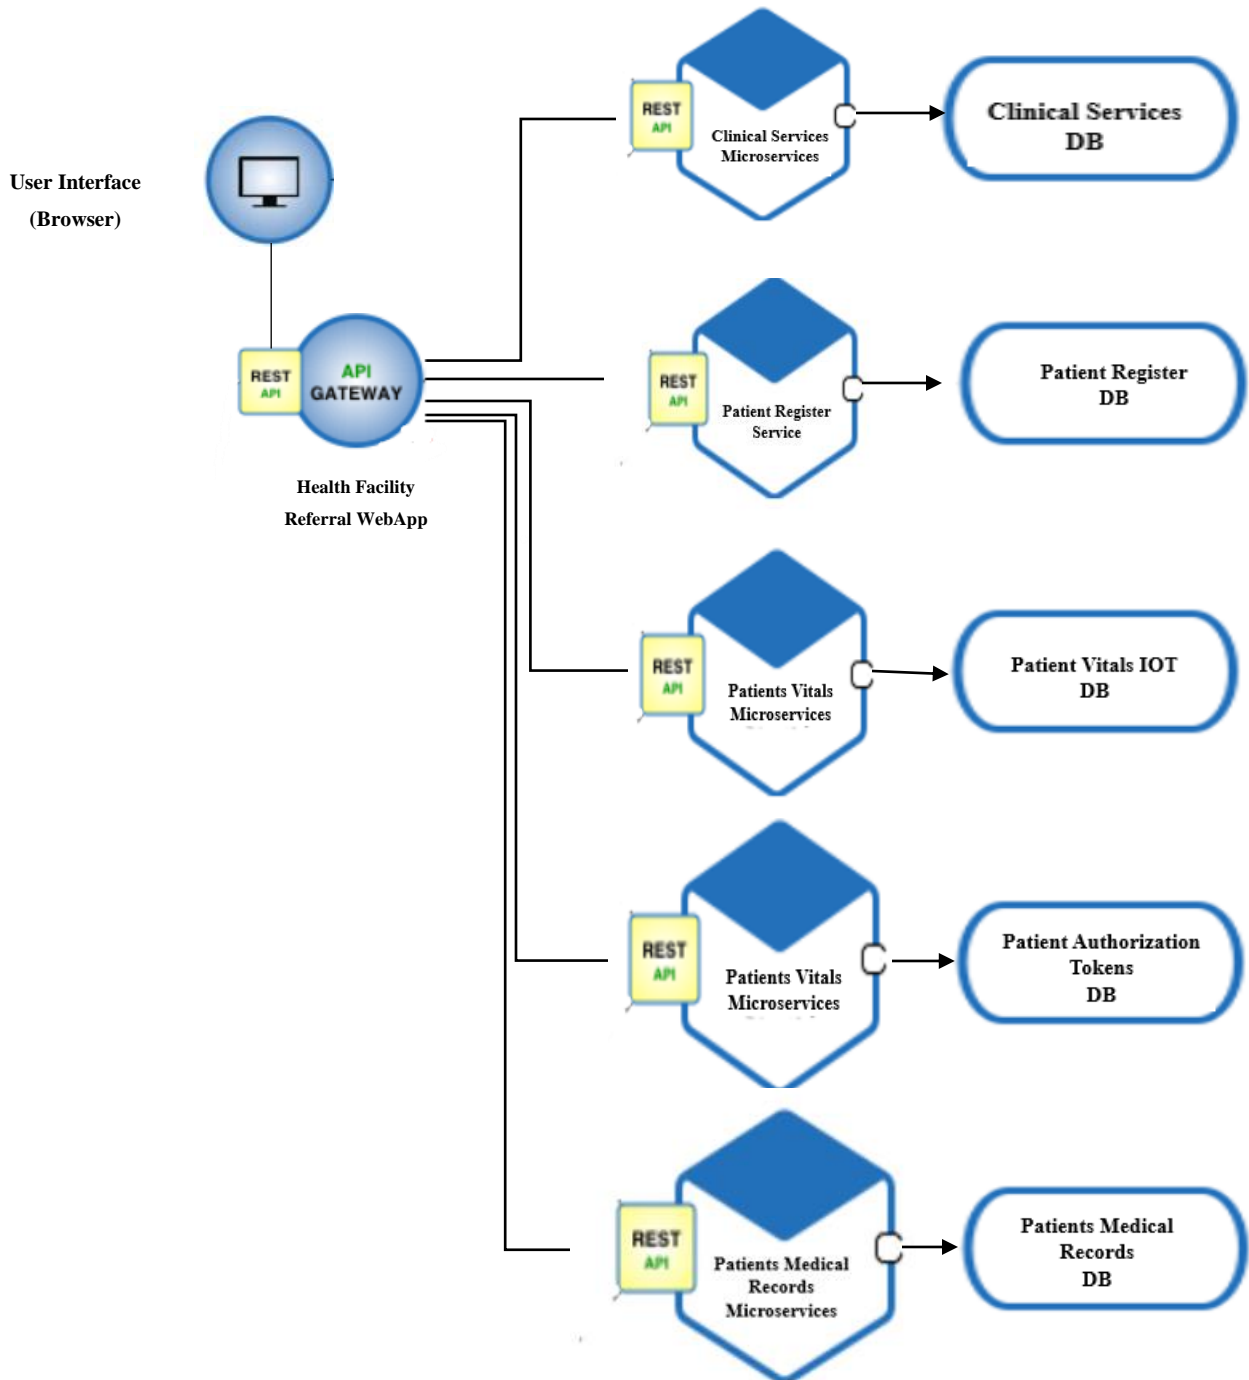 User Interface
(Browser)
REST
API
API
GATEWAY
Health Facility
Referral WebApp
REST
API
Clinical Services
Microservices
Clinical Services
DB
REST
API
Patient Register
Service
Patient Register
DB
REST
API
Patients Vitals
Microservices
Patient Vitals IOT
DB
REST
API
Patients Vitals
Microservices
Patient Authorization
Tokens
DB
REST
API
Patients Medical
Records
Microservices
Patients Medical
Records
DB